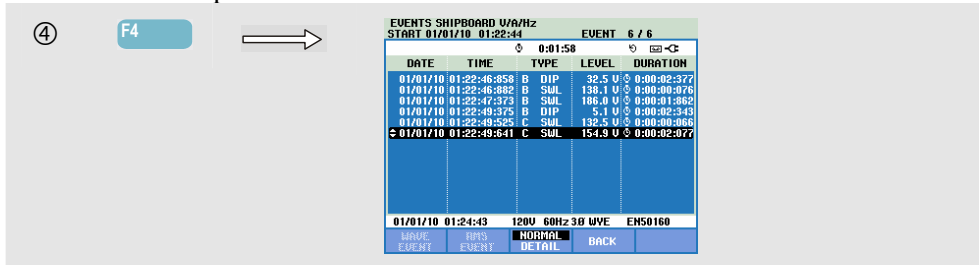 ④ F4
EVENTS SHIPBOARD V/A/Hz
START 01/01/10 01:22:44 EVENT 6 / 6
0:01:58
DATE TIME TYPE LEVEL DURATION
01/01/10 01:22:46:858 B DIP 32.5 V 0:00:02:377
01/01/10 01:22:46:882 B SWL 138.1 V 0:00:00:076
01/01/10 01:22:47:373 B SWL 186.0 V 0:00:01:862
01/01/10 01:22:49:375 B DIP 5.1 V 0:00:02:343
01/01/10 01:22:49:525 C SWL 132.5 V 0:00:00:066
01/01/10 01:22:49:641 C SWL 154.9 V 0:00:02:077
01/01/10 01:24:43 120V 60Hz 3Ø WYE EN50160
WAVE EVENT RMS EVENT NORMAL DETAIL BACK